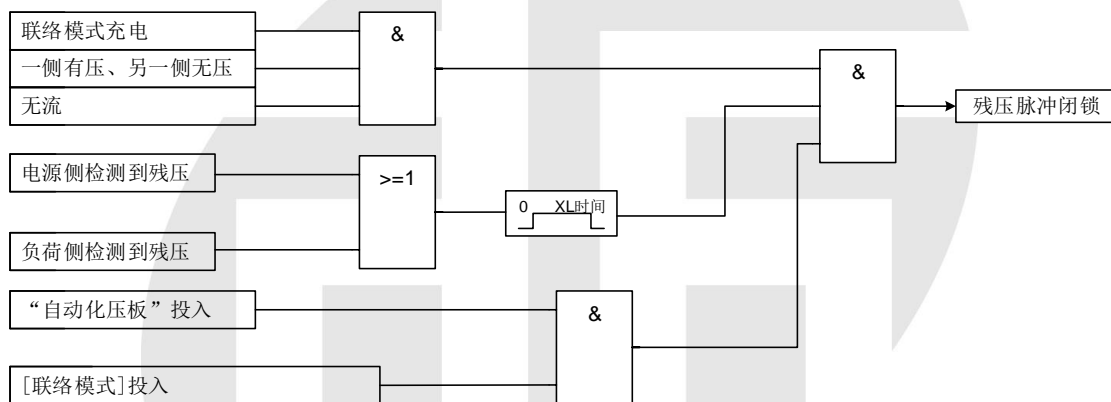 联络模式充电
&
一侧有压、另一侧无压
&
无流
残压脉冲闭锁
电源侧检测到残压
>=1
0 XL时间
负荷侧检测到残压
“自动化压板”投入
&
[联络模式]投入